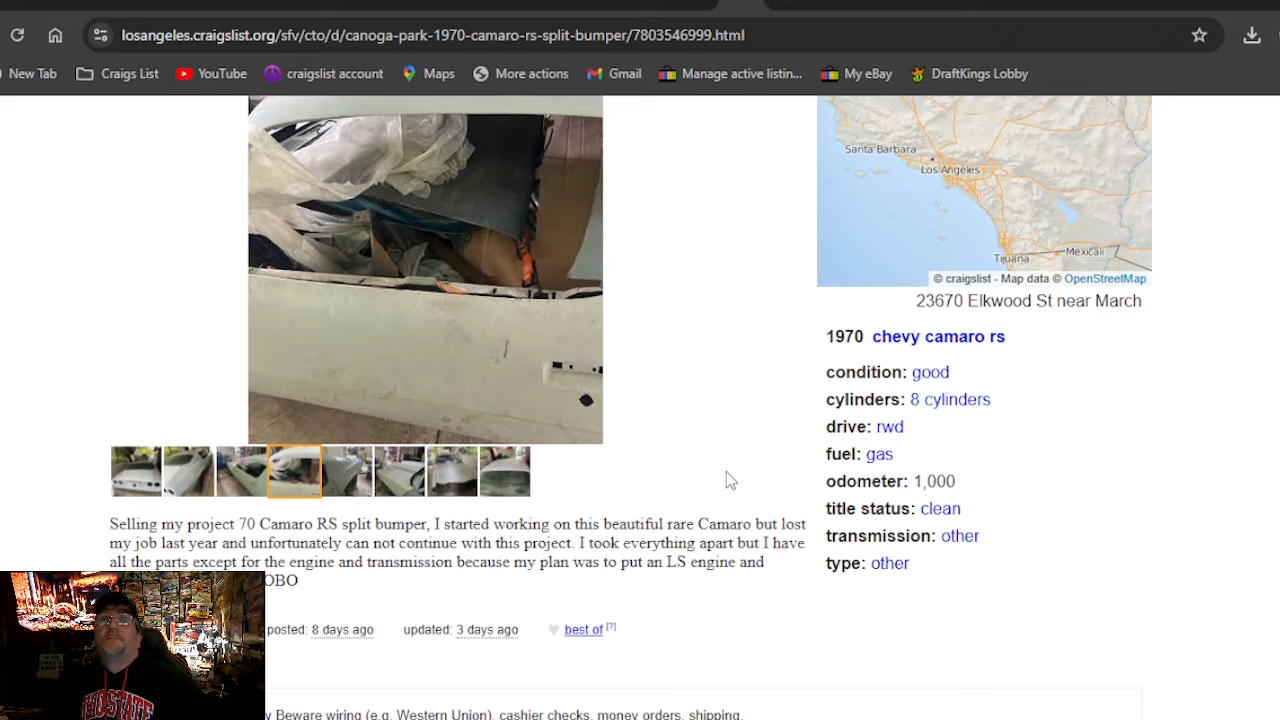 losangeles.craigslist.org/sfv/cto/d/canoga-park-1970-camaro-rs-split-bumper/7803546999.html
New Tab Craigs List YouTube craigslist account Maps More actions Gmail Manage active listin... My eBay DraftKings Lobby
Santa Barbara
Los Angeles
Tijuana
Mexicali
© craigslist - Map data © OpenStreetMap
23670 Elkwood St near March
1970 chevy camaro rs
condition: good
cylinders: 8 cylinders
drive: rwd
fuel: gas
odometer: 1,000
title status: clean
transmission: other
type: other
Selling my project 70 Camaro RS split bumper, I started working on this beautiful rare Camaro but lost
my job last year and unfortunately can not continue with this project. I took everything apart but I have
all the parts except for the engine and transmission because my plan was to put an LS engine and
OBO
posted: 8 days ago updated: 3 days ago best of [?]
Beware wiring (e.g. Western Union), cashier checks, money orders, shipping.
OHIO STATE